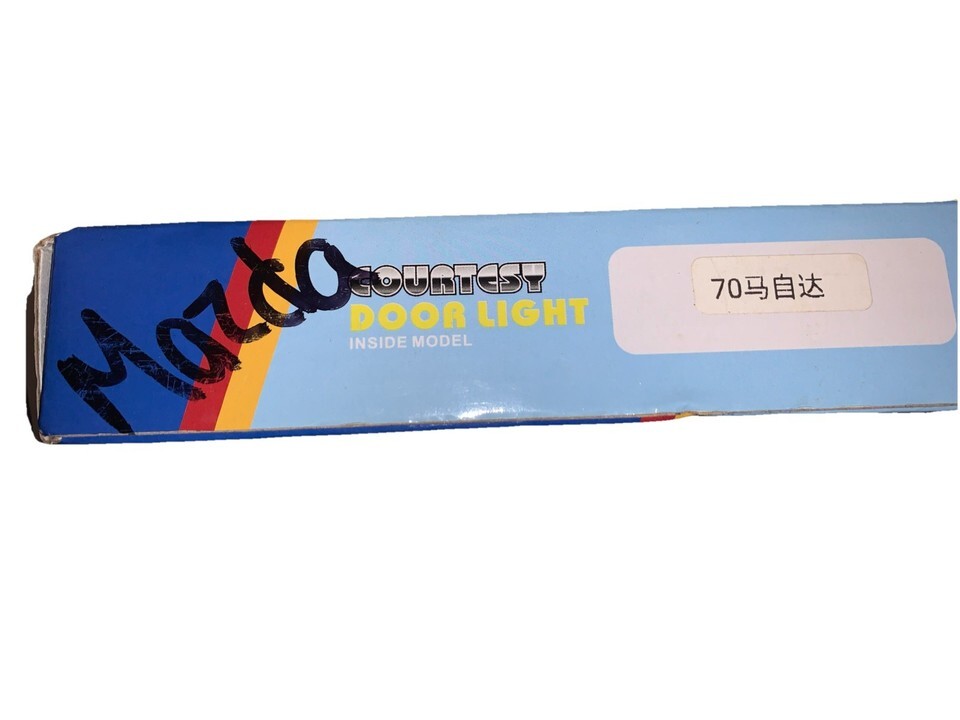 Mazda
COURTESY
DOOR LIGHT
INSIDE MODEL
70马自达